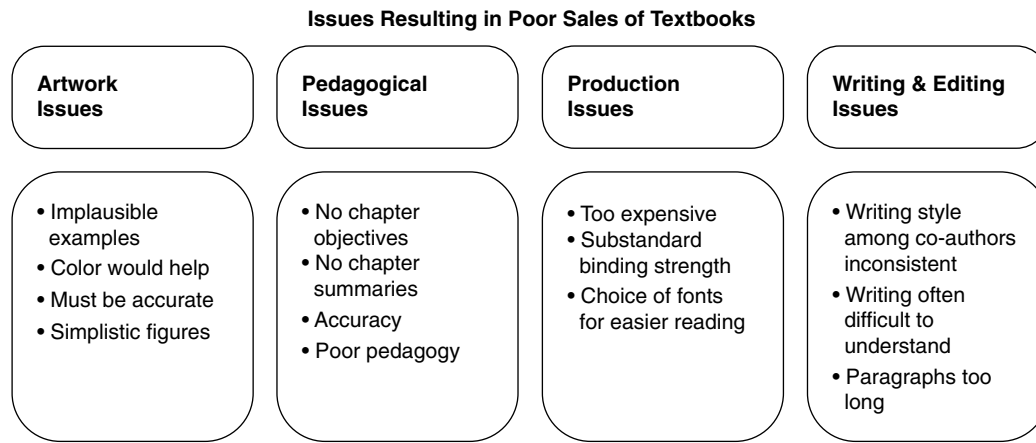 Issues Resulting in Poor Sales of Textbooks
Artwork
Issues
Pedagogical
Issues
Production
Issues
Writing & Editing
Issues
• Implausible
examples
• Color would help
• Must be accurate
• Simplistic figures
• No chapter
objectives
• No chapter
summaries
• Accuracy
• Poor pedagogy
• Too expensive
• Substandard
binding strength
• Choice of fonts
for easier reading
• Writing style
among co-authors
inconsistent
• Writing often
difficult to
understand
• Paragraphs too
long